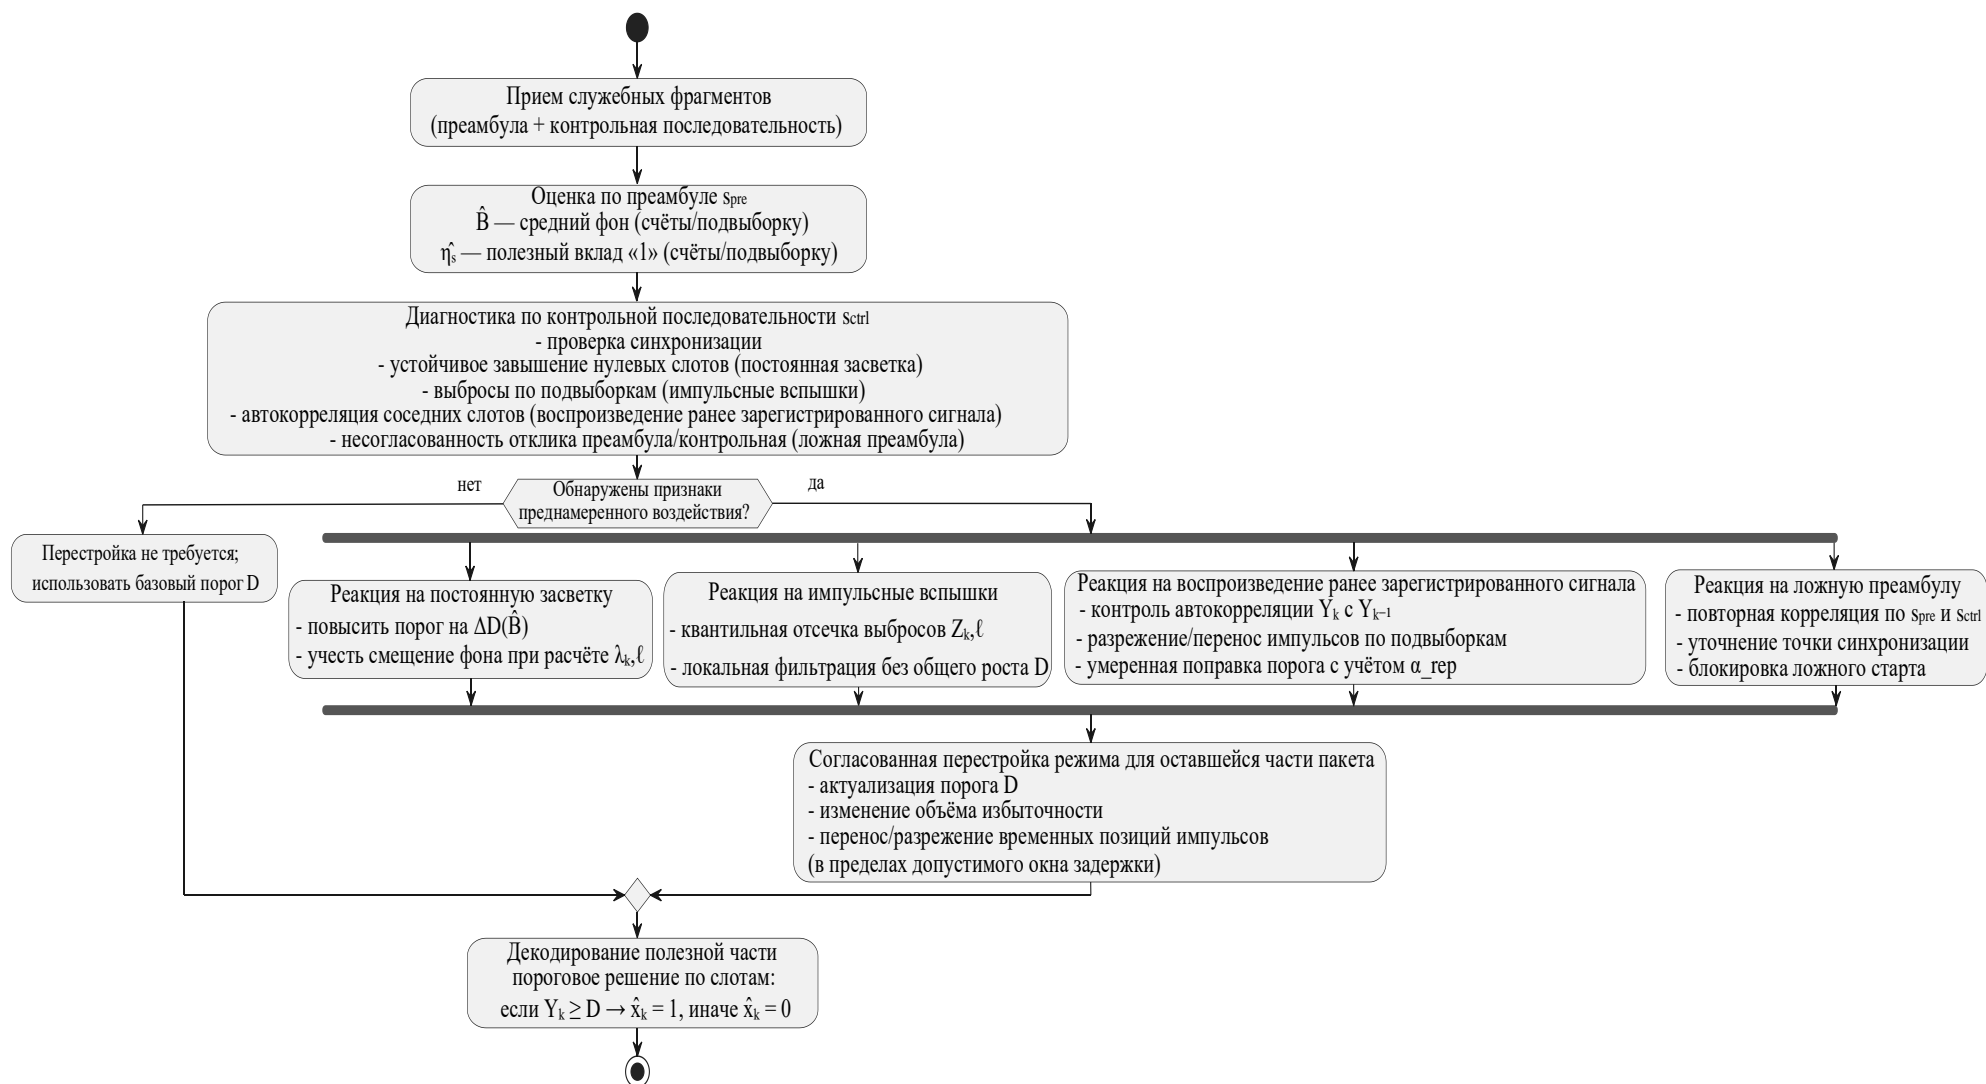 Прием служебных фрагментов
(преамбула + контрольная последовательность)
Оценка по преамбуле spre
B̂ — средний фон (счёты/подвыборку)
η̂s — полезный вклад «1» (счёты/подвыборку)
Диагностика по контрольной последовательности sctrl
- проверка синхронизации
- устойчивое завышение нулевых слотов (постоянная засветка)
- выбросы по подвыборкам (импульсные вспышки)
- автокорреляция соседних слотов (воспроизведение ранее зарегистрированного сигнала)
- несогласованность отклика преамбула/контрольная (ложная преамбула)
нет
Обнаружены признаки
преднамеренного воздействия?
да
Перестройка не требуется;
использовать базовый порог D
Реакция на постоянную засветку
- повысить порог на ΔD(B̂)
- учесть смещение фона при расчёте λk,ℓ
Реакция на импульсные вспышки
- квантильная отсечка выбросов Zk,ℓ
- локальная фильтрация без общего роста D
Реакция на воспроизведение ранее зарегистрированного сигнала
- контроль автокорреляции Yk с Yk−1
- разрежение/перенос импульсов по подвыборкам
- умеренная поправка порога с учётом α_rep
Реакция на ложную преамбулу
- повторная корреляция по spre и sctrl
- уточнение точки синхронизации
- блокировка ложного старта
Согласованная перестройка режима для оставшейся части пакета
- актуализация порога D
- изменение объёма избыточности
- перенос/разрежение временных позиций импульсов
(в пределах допустимого окна задержки)
Декодирование полезной части
пороговое решение по слотам:
если Yk ≥ D → x̂k = 1, иначе x̂k = 0